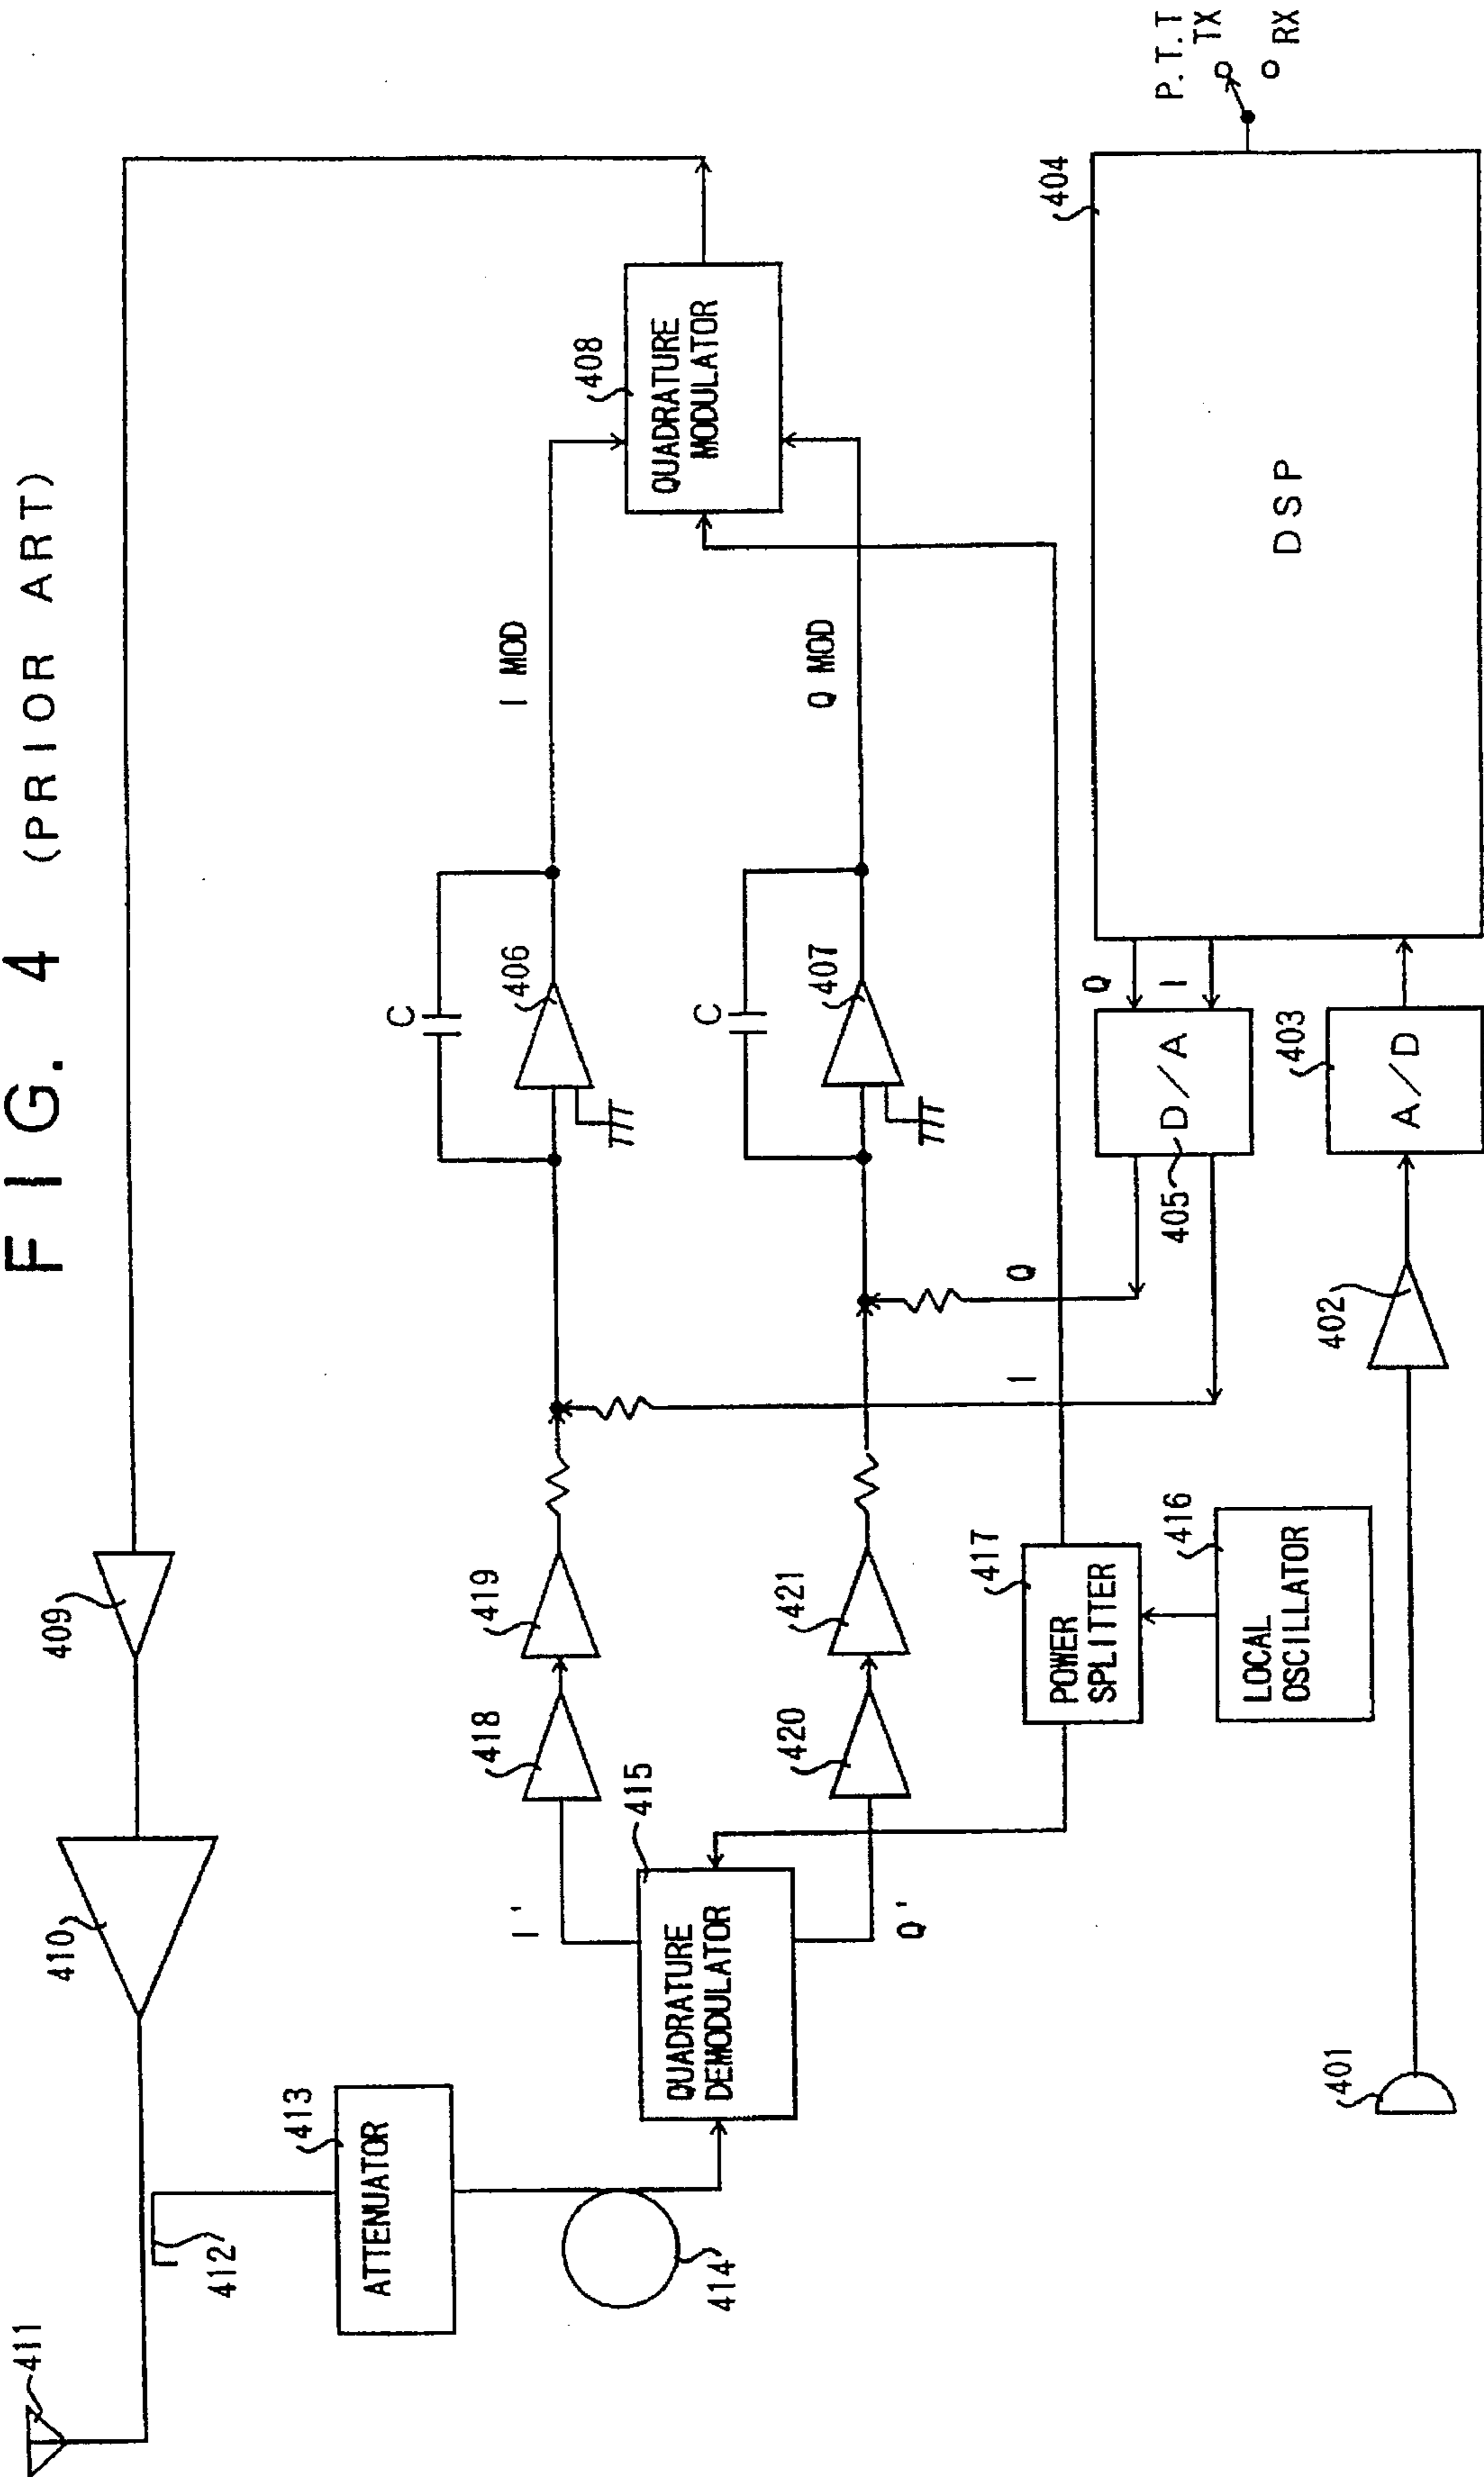 FIG. 4 (PRIOR ART)
411
412
410
409
413
ATTENUATOR
414
415
QUADRATURE
DEMODULATOR
I'
Q'
418
419
420
421
C
406
C
407
I MOD
Q MOD
408
QUADRATURE
MODULATOR
417
POWER
SPLITTER
416
LOCAL
OSCILLATOR
I
Q
405
D/A
Q
I
404
DSP
P.T.T
TX
RX
401
402
403
A/D